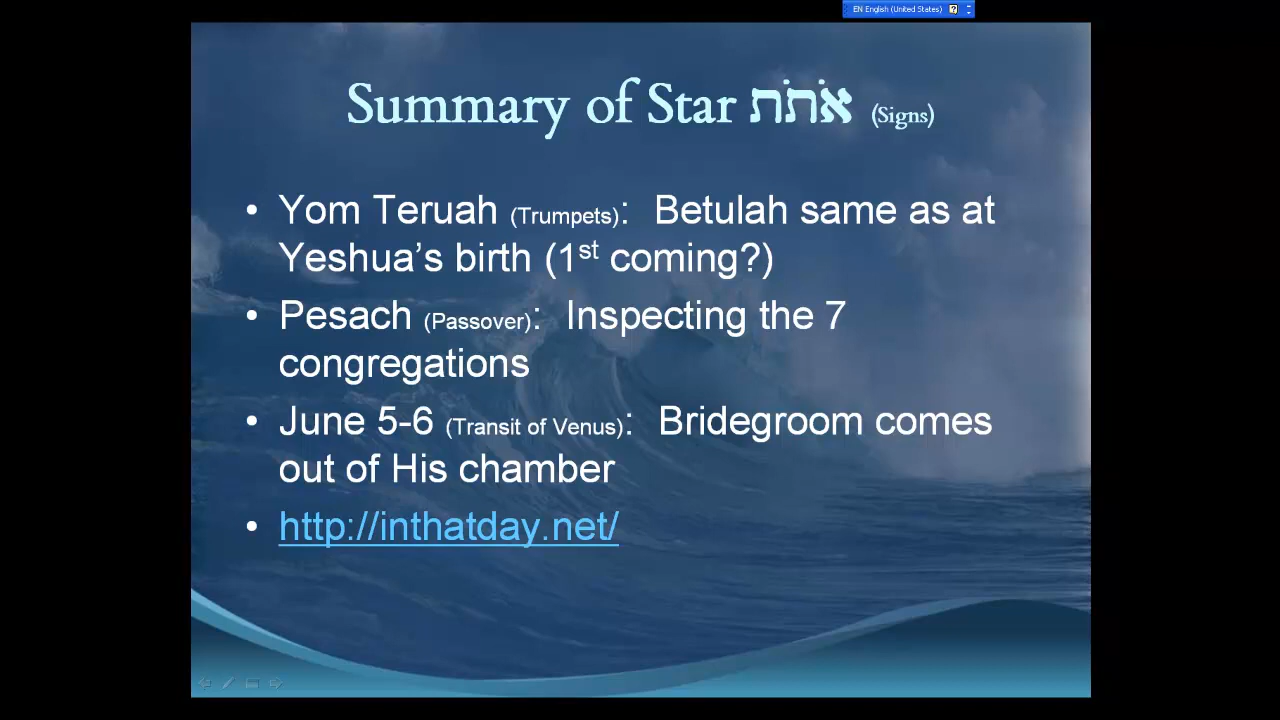 EN English (United States) ?
Summary of Star אֹתֹת (Signs)
• Yom Teruah (Trumpets): Betulah same as at
Yeshua’s birth (1st coming?)
• Pesach (Passover): Inspecting the 7
congregations
• June 5-6 (Transit of Venus): Bridegroom comes
out of His chamber
• http://inthatday.net/